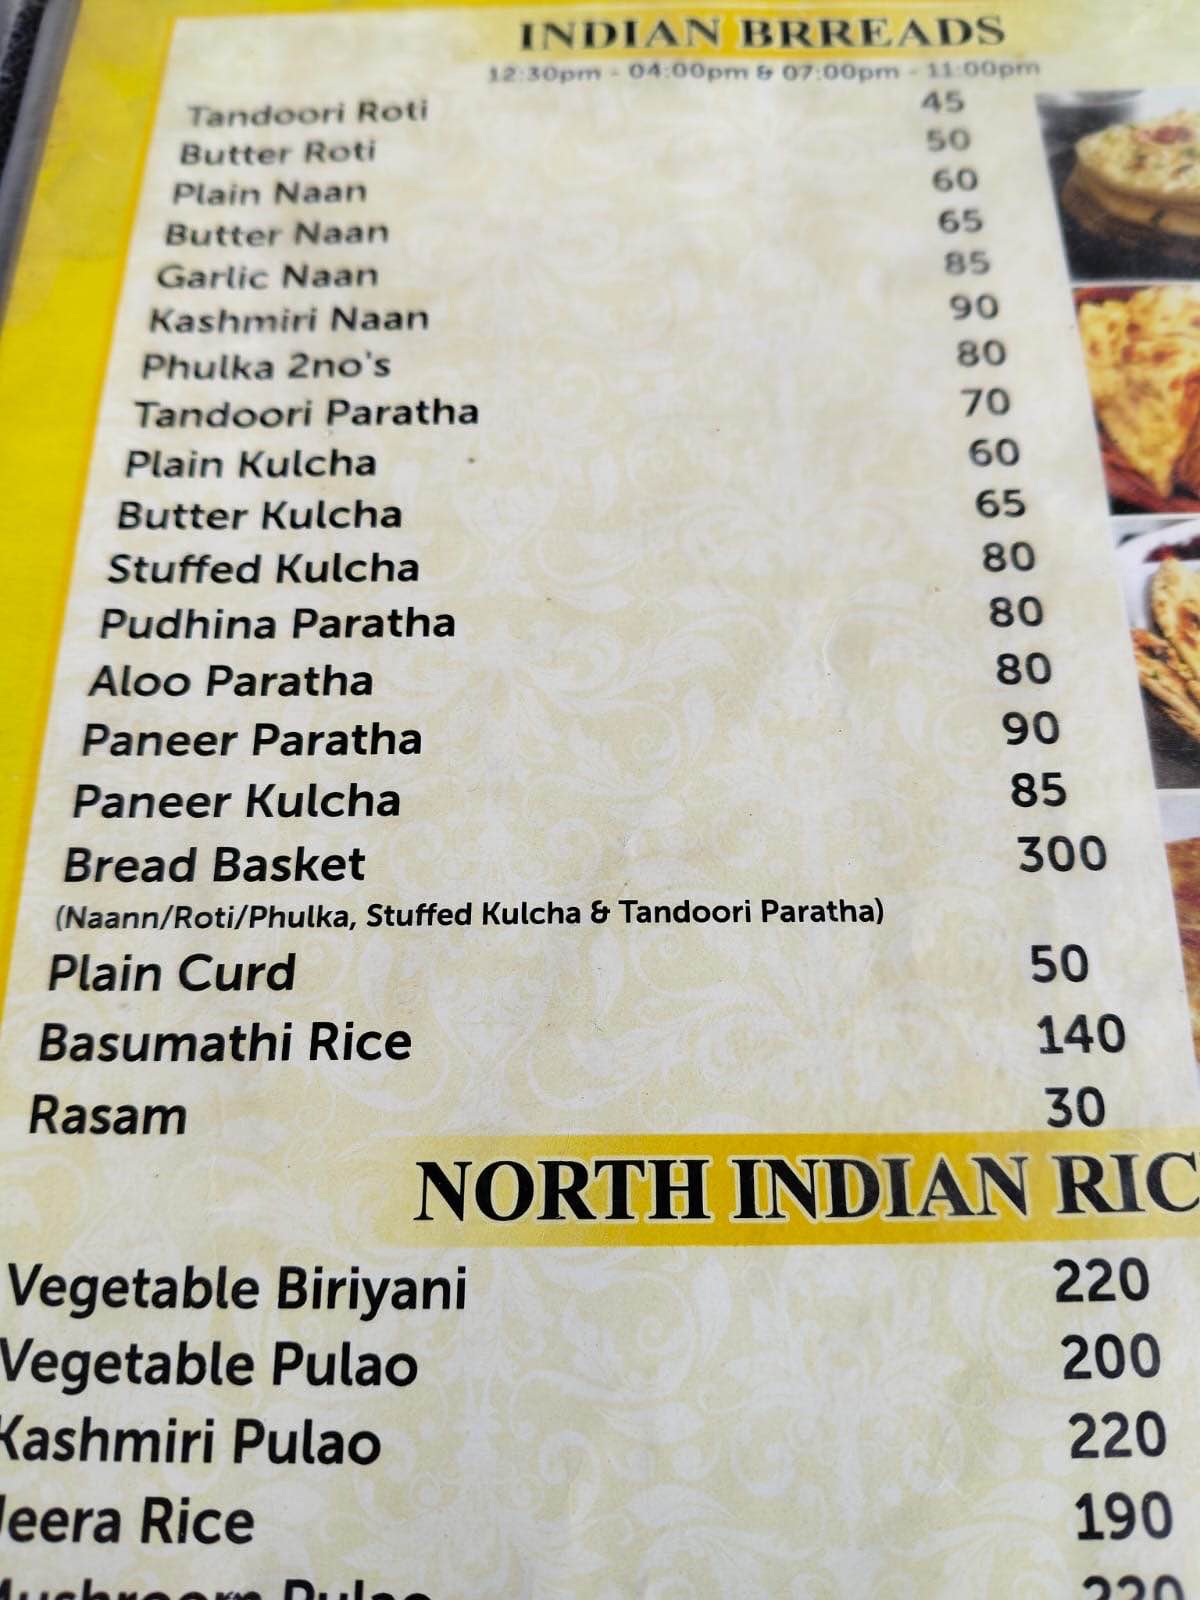 INDIAN BRREADS
12:30pm - 04:00pm & 07:00pm - 11:00pm
Tandoori Roti 45
Butter Roti 50
Plain Naan 60
Butter Naan 65
Garlic Naan 85
Kashmiri Naan 90
Phulka 2no's 80
Tandoori Paratha 70
Plain Kulcha 60
Butter Kulcha 65
Stuffed Kulcha 80
Pudhina Paratha 80
Aloo Paratha 80
Paneer Paratha 90
Paneer Kulcha 85
Bread Basket 300
(Naann/Roti/Phulka, Stuffed Kulcha & Tandoori Paratha)
Plain Curd 50
Basumathi Rice 140
Rasam 30
NORTH INDIAN RIC
Vegetable Biriyani 220
Vegetable Pulao 200
Kashmiri Pulao 220
Jeera Rice 190
Mushroom Pulao 220